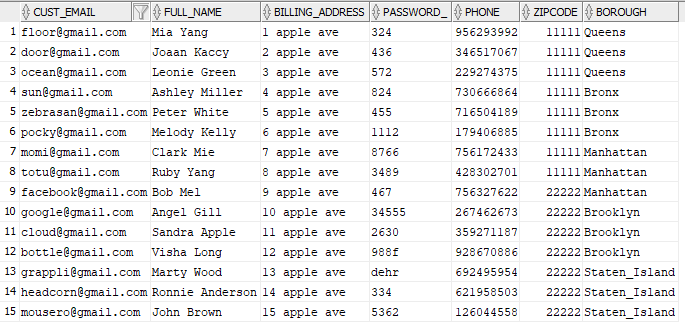 CUST_EMAIL FULL_NAME BILLING_ADDRESS PASSWORD_ PHONE ZIPCODE BOROUGH
1 floor@gmail.com Mia Yang 1 apple ave 324 956293992 11111 Queens
2 door@gmail.com Joaan Kaccy 2 apple ave 436 346517067 11111 Queens
3 ocean@gmail.com Leonie Green 3 apple ave 572 229274375 11111 Queens
4 sun@gmail.com Ashley Miller 4 apple ave 824 730666864 11111 Bronx
5 zebrasan@gmail.com Peter White 5 apple ave 455 716504189 11111 Bronx
6 pocky@gmail.com Melody Kelly 6 apple ave 1112 179406885 11111 Bronx
7 momi@gmail.com Clark Mie 7 apple ave 8766 756172433 11111 Manhattan
8 totu@gmail.com Ruby Yang 8 apple ave 3489 428302701 11111 Manhattan
9 facebook@gmail.com Bob Mel 9 apple ave 467 756327622 22222 Brooklyn
10 google@gmail.com Angel Gill 10 apple ave 34555 267462673 22222 Brooklyn
11 cloud@gmail.com Sandra Apple 11 apple ave 2630 359271187 22222 Brooklyn
12 bottle@gmail.com Visha Long 12 apple ave 988f 928670886 22222 Brooklyn
13 grappli@gmail.com Marty Wood 13 apple ave dehr 692495954 22222 Staten_Island
14 headcorn@gmail.com Ronnie Anderson 14 apple ave 334 621958503 22222 Staten_Island
15 mousero@gmail.com John Brown 15 apple ave 5362 126044558 22222 Staten_Island